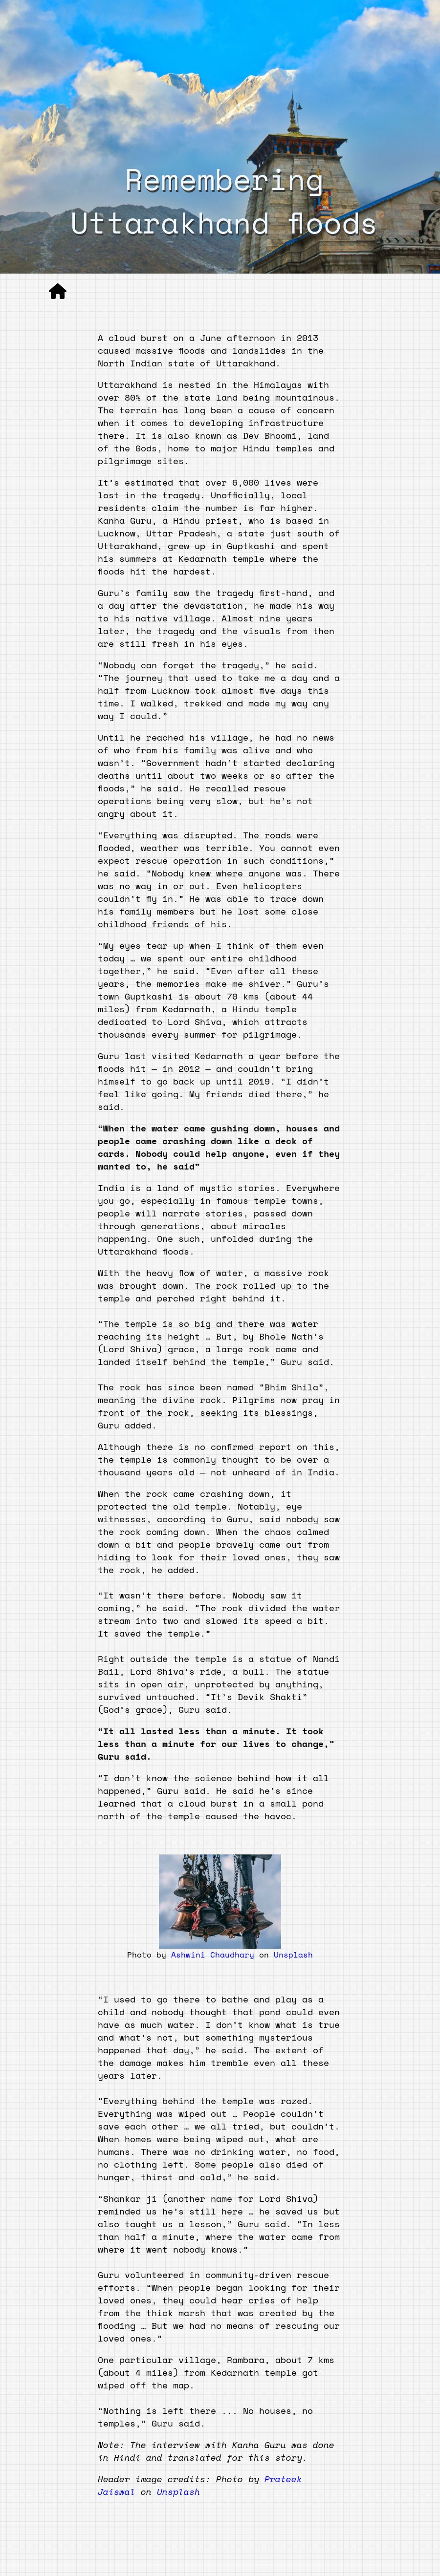 Remembering
Uttarakhand floods
A cloud burst on a June afternoon in 2013
caused massive floods and landslides in the
North Indian state of Uttarakhand.
Uttarakhand is nested in the Himalayas with
over 80% of the state land being mountainous.
The terrain has long been a cause of concern
when it comes to developing infrastructure
there. It is also known as Dev Bhoomi, land
of the Gods, home to major Hindu temples and
pilgrimage sites.
It's estimated that over 6,000 lives were
lost in the tragedy. Unofficially, local
residents claim the number is far higher.
Kanha Guru, a Hindu priest, who is based in
Lucknow, Uttar Pradesh, a state just south of
Uttarakhand, grew up in Guptkashi and spent
his summers at Kedarnath temple where the
floods hit the hardest.
Guru's family saw the tragedy first-hand, and
a day after the devastation, he made his way
to his native village. Almost nine years
later, the tragedy and the visuals from then
are still fresh in his eyes.
"Nobody can forget the tragedy," he said.
"The journey that used to take me a day and a
half from Lucknow took almost five days this
time. I walked, trekked and made my way any
way I could."
Until he reached his village, he had no news
of who from his family was alive and who
wasn't. "Government hadn't started declaring
deaths until about two weeks or so after the
floods," he said. He recalled rescue
operations being very slow, but he's not
angry about it.
"Everything was disrupted. The roads were
flooded, weather was terrible. You cannot even
expect rescue operation in such conditions,"
he said. "Nobody knew where anyone was. There
was no way in or out. Even helicopters
couldn't fly in." He was able to trace down
his family members but he lost some close
childhood friends of his.
"My eyes tear up when I think of them even
today … we spent our entire childhood
together," he said. "Even after all these
years, the memories make me shiver." Guru's
town Guptkashi is about 70 kms (about 44
miles) from Kedarnath, a Hindu temple
dedicated to Lord Shiva, which attracts
thousands every summer for pilgrimage.
Guru last visited Kedarnath a year before the
floods hit — in 2012 — and couldn't bring
himself to go back up until 2019. "I didn't
feel like going. My friends died there," he
said.
"When the water came gushing down, houses and
people came crashing down like a deck of
cards. Nobody could help anyone, even if they
wanted to, he said"
India is a land of mystic stories. Everywhere
you go, especially in famous temple towns,
people will narrate stories, passed down
through generations, about miracles
happening. One such, unfolded during the
Uttarakhand floods.
With the heavy flow of water, a massive rock
was brought down. The rock rolled up to the
temple and perched right behind it.
"The temple is so big and there was water
reaching its height … But, by Bhole Nath's
(Lord Shiva) grace, a large rock came and
landed itself behind the temple," Guru said.
The rock has since been named "Bhim Shila",
meaning the divine rock. Pilgrims now pray in
front of the rock, seeking its blessings,
Guru added.
Although there is no confirmed report on this,
the temple is commonly thought to be over a
thousand years old — not unheard of in India.
When the rock came crashing down, it
protected the old temple. Notably, eye
witnesses, according to Guru, said nobody saw
the rock coming down. When the chaos calmed
down a bit and people bravely came out from
hiding to look for their loved ones, they saw
the rock, he added.
"It wasn't there before. Nobody saw it
coming," he said. "The rock divided the water
stream into two and slowed its speed a bit.
It saved the temple."
Right outside the temple is a statue of Nandi
Bail, Lord Shiva's ride, a bull. The statue
sits in open air, unprotected by anything,
survived untouched. "It's Devik Shakti"
(God's grace), Guru said.
"It all lasted less than a minute. It took
less than a minute for our lives to change,"
Guru said.
"I don't know the science behind how it all
happened," Guru said. He said he's since
learned that a cloud burst in a small pond
north of the temple caused the havoc.
Photo by Ashwini Chaudhary on Unsplash
"I used to go there to bathe and play as a
child and nobody thought that pond could even
have as much water. I don't know what is true
and what's not, but something mysterious
happened that day," he said. The extent of
the damage makes him tremble even all these
years later.
"Everything behind the temple was razed.
Everything was wiped out … People couldn't
save each other … we all tried, but couldn't.
When homes were being wiped out, what are
humans. There was no drinking water, no food,
no clothing left. Some people also died of
hunger, thirst and cold," he said.
"Shankar ji (another name for Lord Shiva)
reminded us he's still here … he saved us but
also taught us a lesson," Guru said. "In less
than half a minute, where the water came from
where it went nobody knows."
Guru volunteered in community-driven rescue
efforts. "When people began looking for their
loved ones, they could hear cries of help
from the thick marsh that was created by the
flooding … But we had no means of rescuing our
loved ones."
One particular village, Rambara, about 7 kms
(about 4 miles) from Kedarnath temple got
wiped off the map.
"Nothing is left there ... No houses, no
temples," Guru said.
Note: The interview with Kanha Guru was done
in Hindi and translated for this story.
Header image credits: Photo by Prateek
Jaiswal on Unsplash